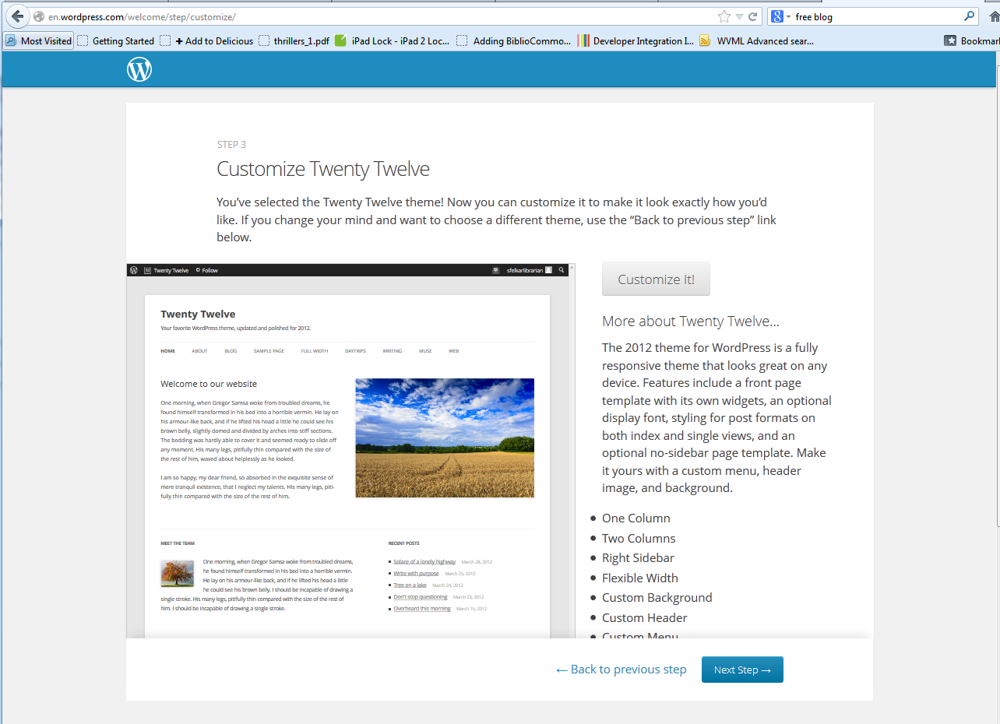 en.wordpress.com/welcome/step/customize/
free blog
Most Visited
Getting Started
+ Add to Delicious
thrillers_1.pdf
iPad Lock - iPad 2 Loc...
Adding BiblioCommo...
Developer Integration I...
WVML Advanced sear...
Bookmar
STEP 3
Customize Twenty Twelve
You've selected the Twenty Twelve theme! Now you can customize it to make it look exactly how you'd
like. If you change your mind and want to choose a different theme, use the “Back to previous step” link
below.
Twenty Twelve
Follow
sfelkarlibrarian
Twenty Twelve
Your favorite WordPress theme, updated and polished for 2012.
HOME ABOUT BLOG SAMPLE PAGE FULL WIDTH DAYTRIPS WRITING MUSE WEB
Welcome to our website
One morning, when Gregor Samsa woke from troubled dreams, he
found himself transformed in his bed into a horrible vermin. He lay on
his armour-like back, and if he lifted his head a little he could see his
brown belly, slightly domed and divided by arches into stiff sections.
The bedding was hardly able to cover it and seemed ready to slide off
any moment. His many legs, pitifully thin compared with the size of
the rest of him, waved about helplessly as he looked.
I am so happy, my dear friend, so absorbed in the exquisite sense of
mere tranquil existence, that I neglect my talents. His many legs, piti-
fully thin compared with the size of the rest of him.
MEET THE TEAM
One morning, when Gregor Samsa woke from troubled dreams,
he found himself transformed in his bed into a horrible vermin.
He lay on his armour-like back, and if he lifted his head a little
he could see his brown belly. I should be incapable of drawing a
single stroke. His many legs, pitifully thin compared with the size of the rest of
him. I should be incapable of drawing a single stroke.
RECENT POSTS
Solace of a lonely highway March 28, 2012
Write with purpose March 25, 2012
Tree on a lake March 24, 2012
Don't stop questioning March 23, 2012
Overheard this morning March 15, 2012
Customize It!
More about Twenty Twelve...
The 2012 theme for WordPress is a fully
responsive theme that looks great on any
device. Features include a front page
template with its own widgets, an optional
display font, styling for post formats on
both index and single views, and an
optional no-sidebar page template. Make
it yours with a custom menu, header
image, and background.
One Column
Two Columns
Right Sidebar
Flexible Width
Custom Background
Custom Header
Custom Menu
← Back to previous step
Next Step →